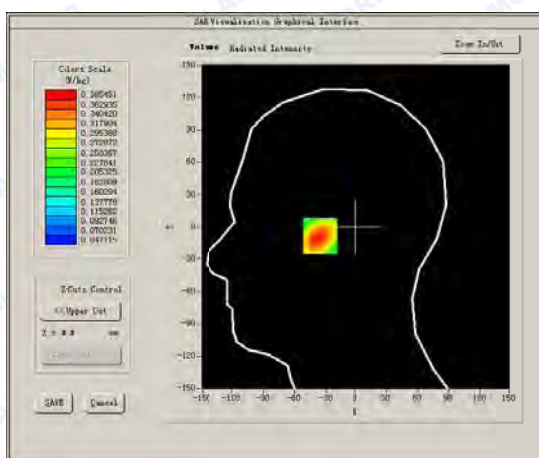 SAR Visualisation Graphical Interface
Volume Radiated Intensity
Zoom In/Out
Colors Scale
(W/kg)
0.385451
0.362935
0.340420
0.317904
0.295388
0.272872
0.250357
0.227841
0.205325
0.182809
0.160294
0.137778
0.115262
0.092746
0.070231
0.047715
150
120
90
60
30
0
-30
-60
-90
-120
-150
-150 -120 -90 -60 -30 0 30 60 90 120 150
X
Z-Cuts Control
<<Upper Cut
Z = 0.0 mm
SAVE Cancel